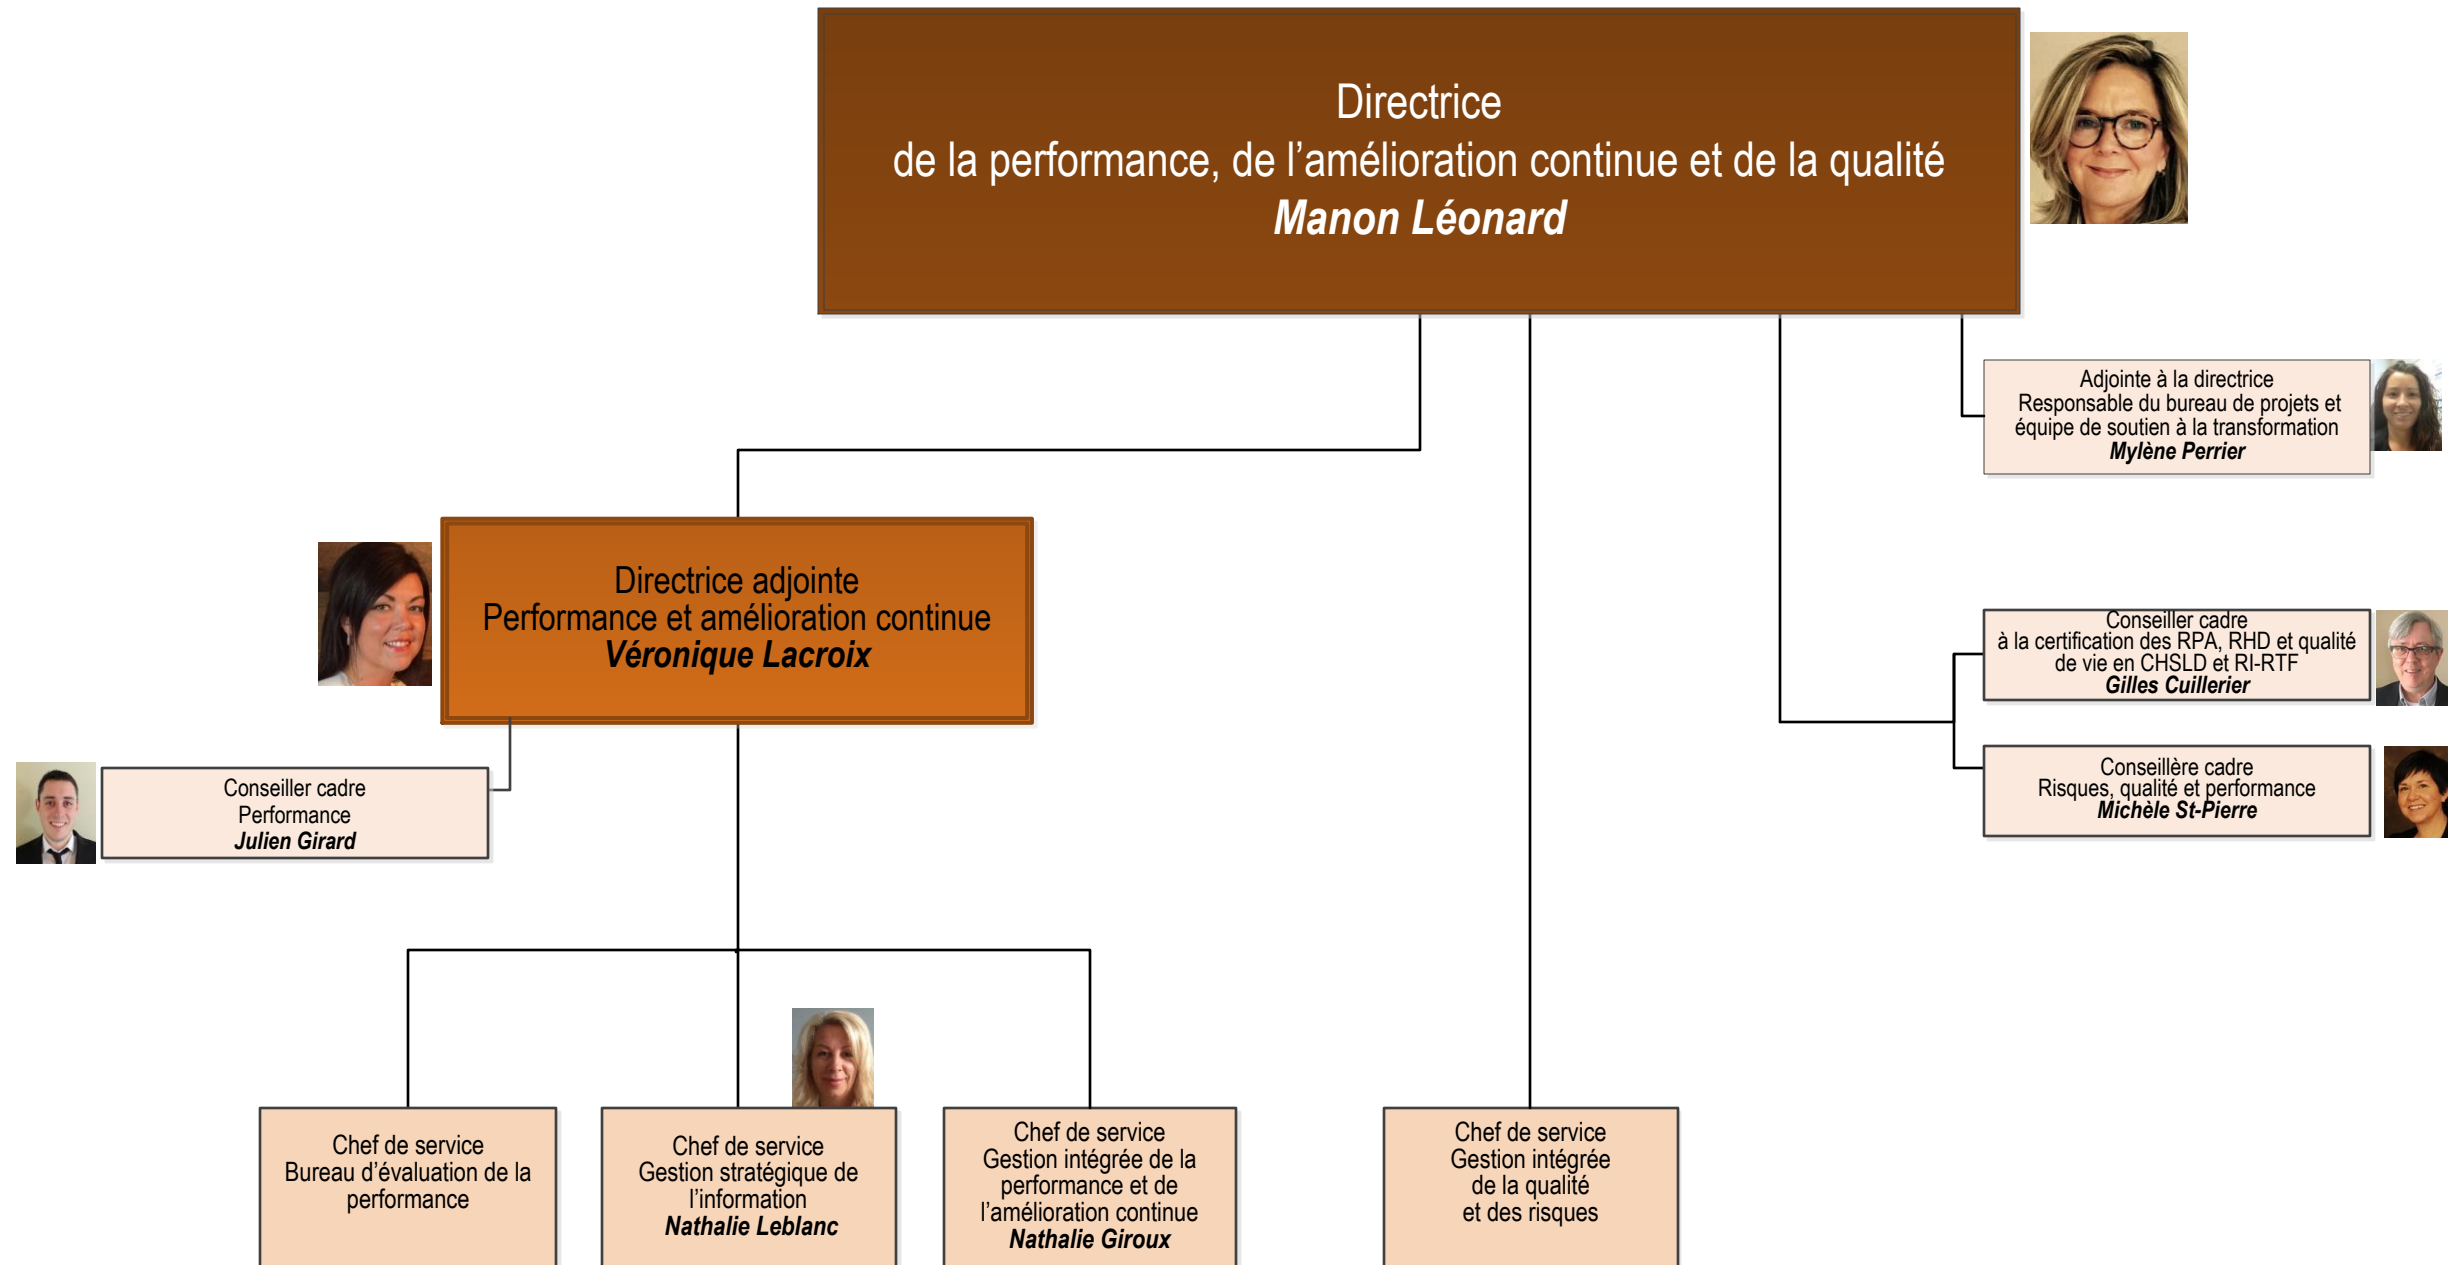 Directrice
de la performance, de l’amélioration continue et de la qualité
Manon Léonard
Adjointe à la directrice
Responsable du bureau de projets et
équipe de soutien à la transformation
Mylène Perrier
Directrice adjointe
Performance et amélioration continue
Véronique Lacroix
Conseiller cadre
à la certification des RPA, RHD et qualité
de vie en CHSLD et RI-RTF
Gilles Cuillerier
Conseiller cadre
Performance
Julien Girard
Conseillère cadre
Risques, qualité et performance
Michèle St-Pierre
Chef de service
Bureau d’évaluation de la
performance
Chef de service
Gestion stratégique de
l’information
Nathalie Leblanc
Chef de service
Gestion intégrée de la
performance et de
l’amélioration continue
Nathalie Giroux
Chef de service
Gestion intégrée
de la qualité
et des risques